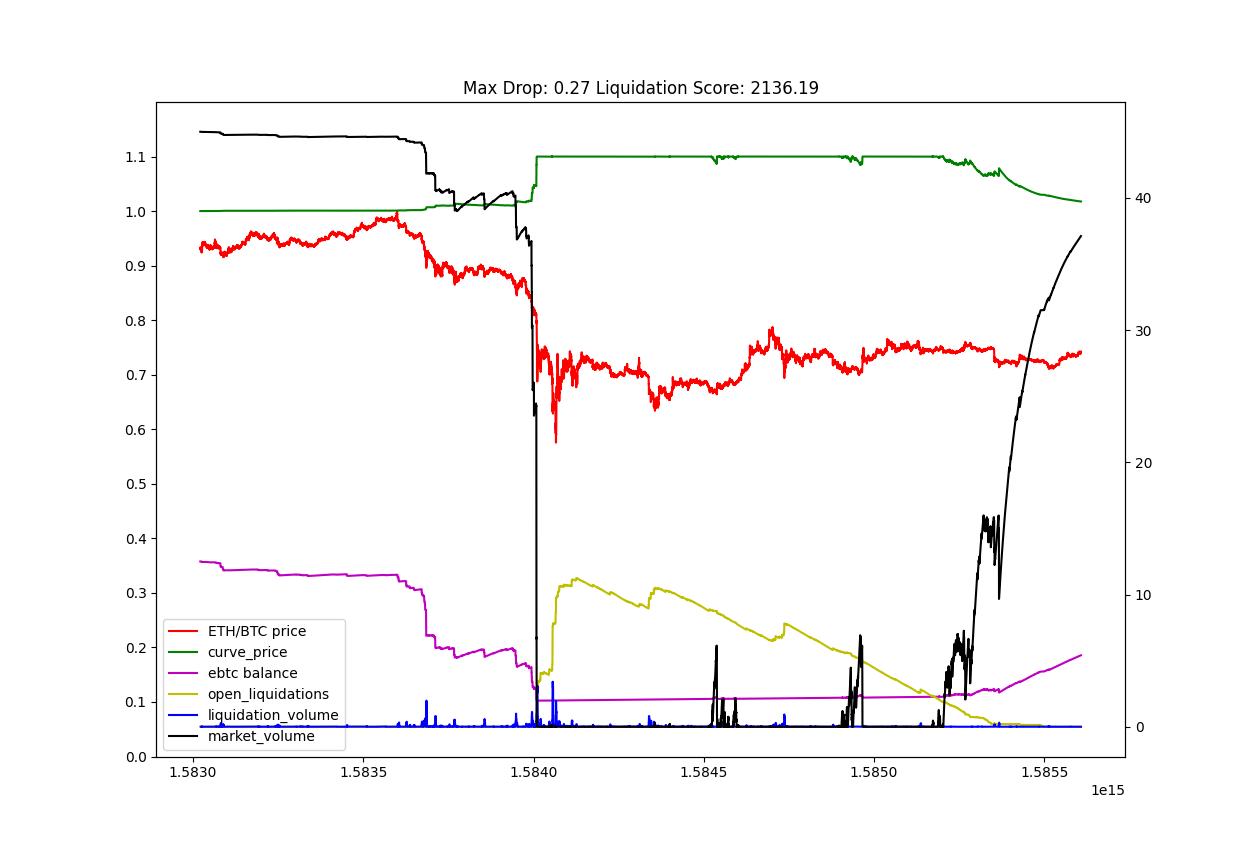 Max Drop: 0.27 Liquidation Score: 2136.19
1.1
1.0
0.9
0.8
0.7
0.6
0.5
0.4
0.3
0.2
0.1
0.0
40
30
20
10
0
ETH/BTC price
curve_price
ebtc balance
open_liquidations
liquidation_volume
market_volume
1.5830 1.5835 1.5840 1.5845 1.5850 1.5855
1e15